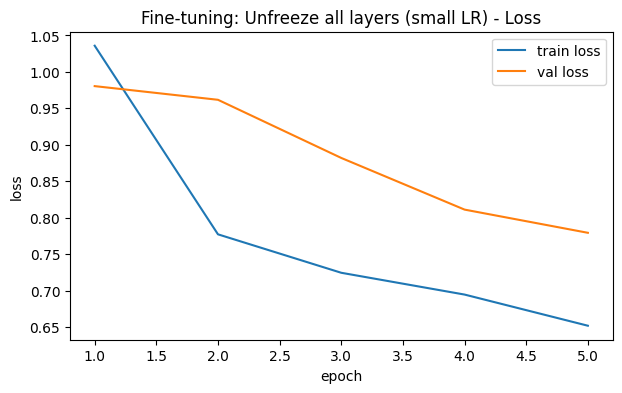 Fine-tuning: Unfreeze all layers (small LR) - Loss
train loss
val loss
loss
1.05
1.00
0.95
0.90
0.85
0.80
0.75
0.70
0.65
1.0 1.5 2.0 2.5 3.0 3.5 4.0 4.5 5.0
epoch